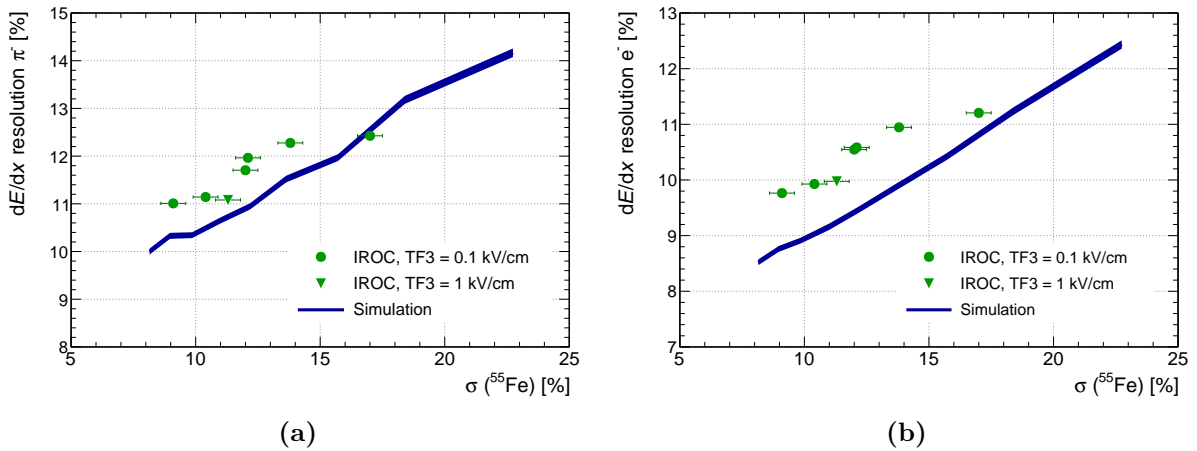 dE/dx resolution π⁻ [%]
15
14
13
12
11
10
9
8
5
10
15
20
25
σ (⁵⁵Fe) [%]
IROC, TF3 = 0.1 kV/cm
IROC, TF3 = 1 kV/cm
Simulation
(a)
dE/dx resolution e⁻ [%]
13
12
11
10
9
8
7
6
5
10
15
20
25
σ (⁵⁵Fe) [%]
IROC, TF3 = 0.1 kV/cm
IROC, TF3 = 1 kV/cm
Simulation
(b)